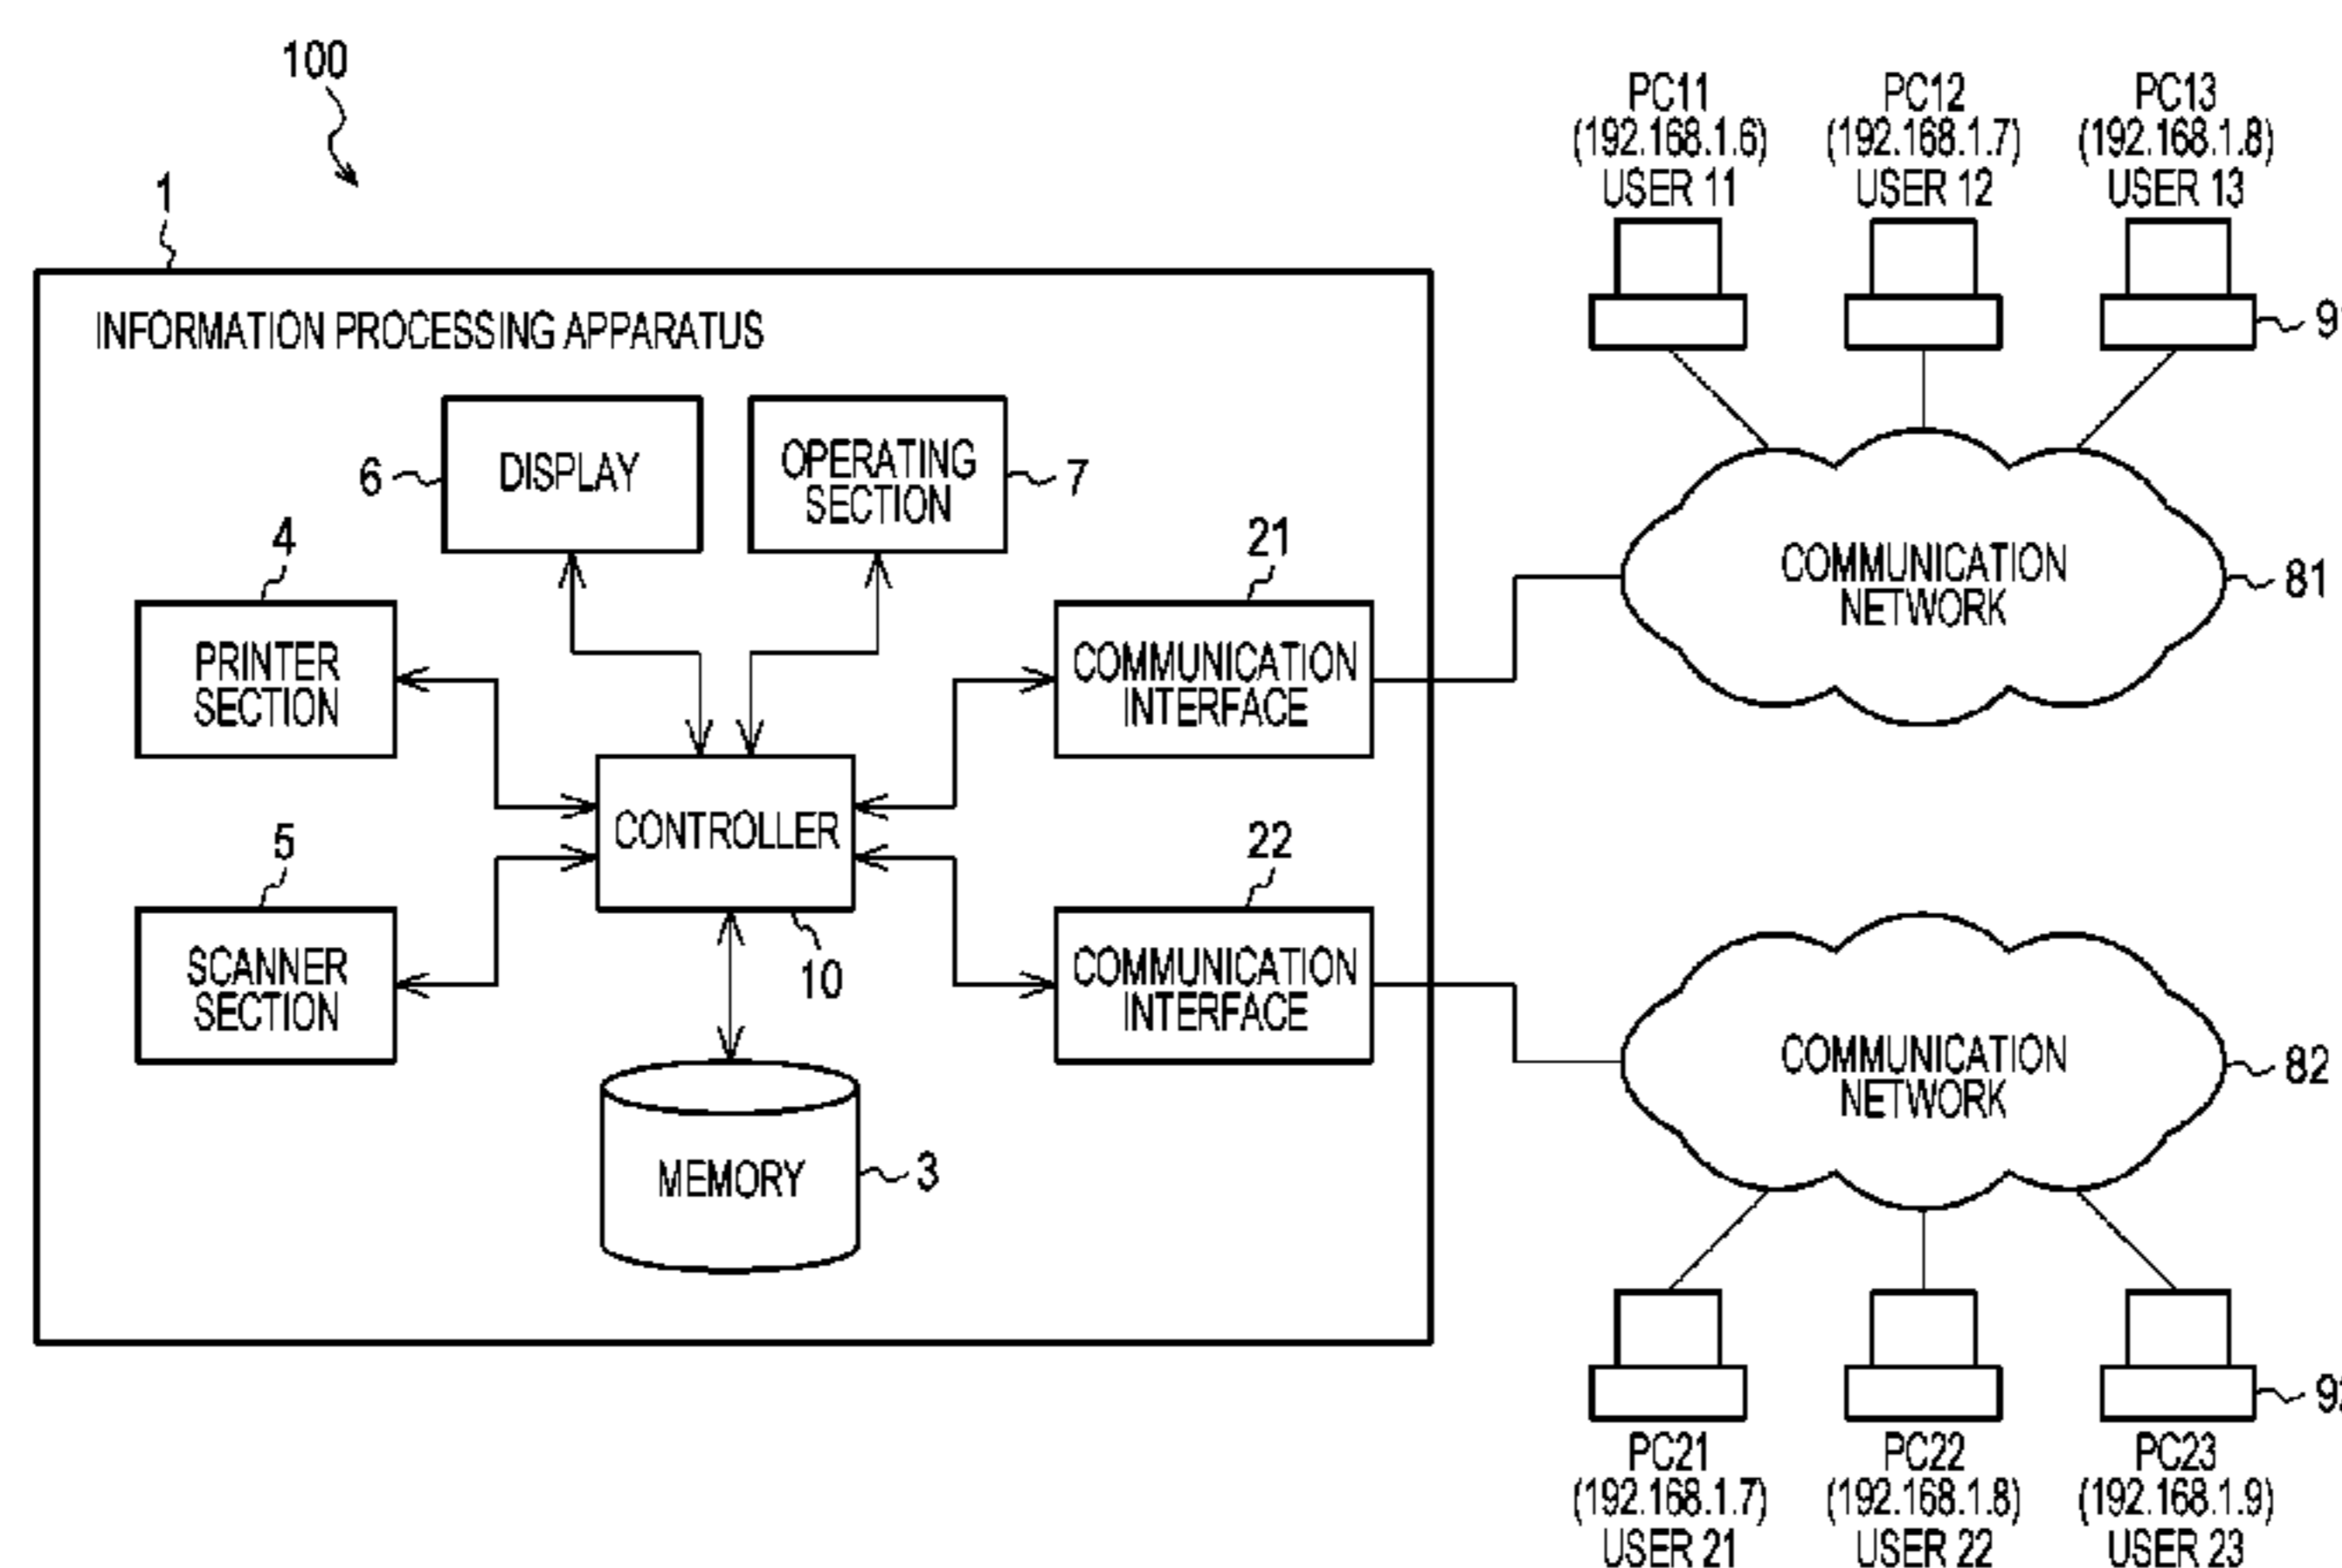 100
1
INFORMATION PROCESSING APPARATUS
DISPLAY
6
OPERATING
SECTION
7
4
PRINTER
SECTION
5
SCANNER
SECTION
CONTROLLER
10
MEMORY
3
21
COMMUNICATION
INTERFACE
22
COMMUNICATION
INTERFACE
PC11
(192.168.1.6)
USER 11
PC12
(192.168.1.7)
USER 12
PC13
(192.168.1.8)
USER 13
COMMUNICATION
NETWORK
81
COMMUNICATION
NETWORK
82
PC21
(192.168.1.7)
USER 21
PC22
(192.168.1.8)
USER 22
PC23
(192.168.1.9)
USER 23